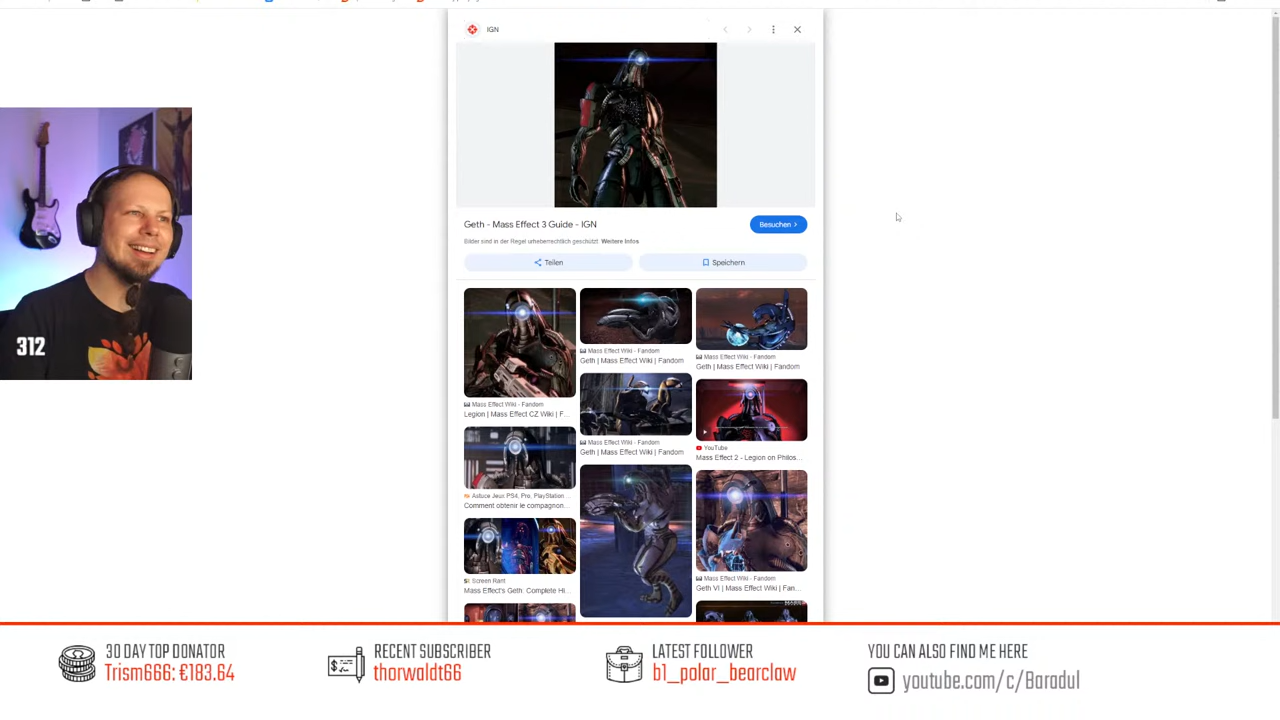 IGN
Geth - Mass Effect 3 Guide - IGN
Besuchen >
Bilder sind in der Regel urheberrechtlich geschützt. Weitere Infos
Teilen
Speichern
Mass Effect Wiki - Fandom
Legion | Mass Effect CZ Wiki | F...
Mass Effect Wiki - Fandom
Geth | Mass Effect Wiki | Fandom
Mass Effect Wiki - Fandom
Geth | Mass Effect Wiki | Fandom
Mass Effect Wiki - Fandom
Geth | Mass Effect Wiki | Fandom
YouTube
Mass Effect 2 - Legion on Philos...
Astuce Jeux PS4, Pro, PlayStation ...
Comment obtenir le compagnon...
Screen Rant
Mass Effect's Geth: Complete Hi...
Mass Effect Wiki - Fandom
Geth VI | Mass Effect Wiki | Fan...
312
30 DAY TOP DONATOR
Trism666: €183.64
RECENT SUBSCRIBER
thorwaldt66
LATEST FOLLOWER
b1_polar_bearclaw
YOU CAN ALSO FIND ME HERE
youtube.com/c/Baradul